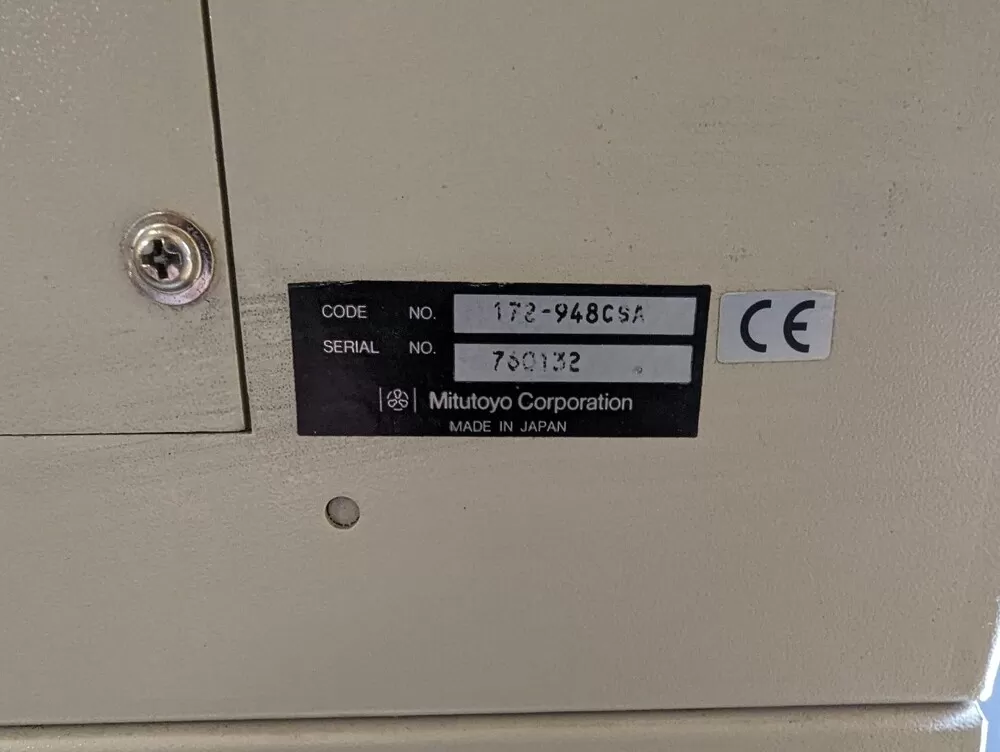 CODE NO. 172-948CSA
SERIAL NO. 760132
Mitutoyo Corporation
MADE IN JAPAN
CE